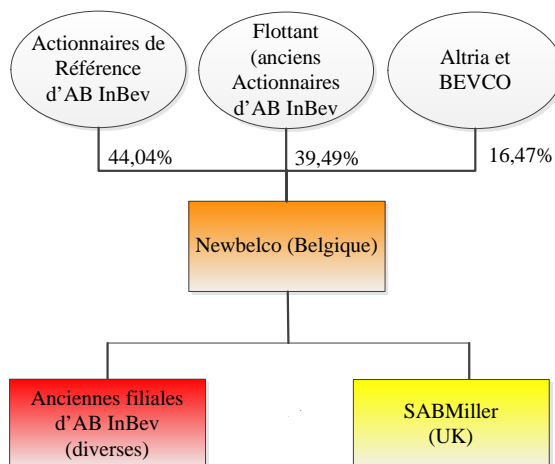 Actionnaires de
Référence
d'AB InBev
Flottant
(anciens
Actionnaires
d'AB InBev
Altria et
BEVCO
44,04%
39,49%
16,47%
Newbelco (Belgique)
Anciennes filiales
d'AB InBev
(diverses)
SABMiller
(UK)